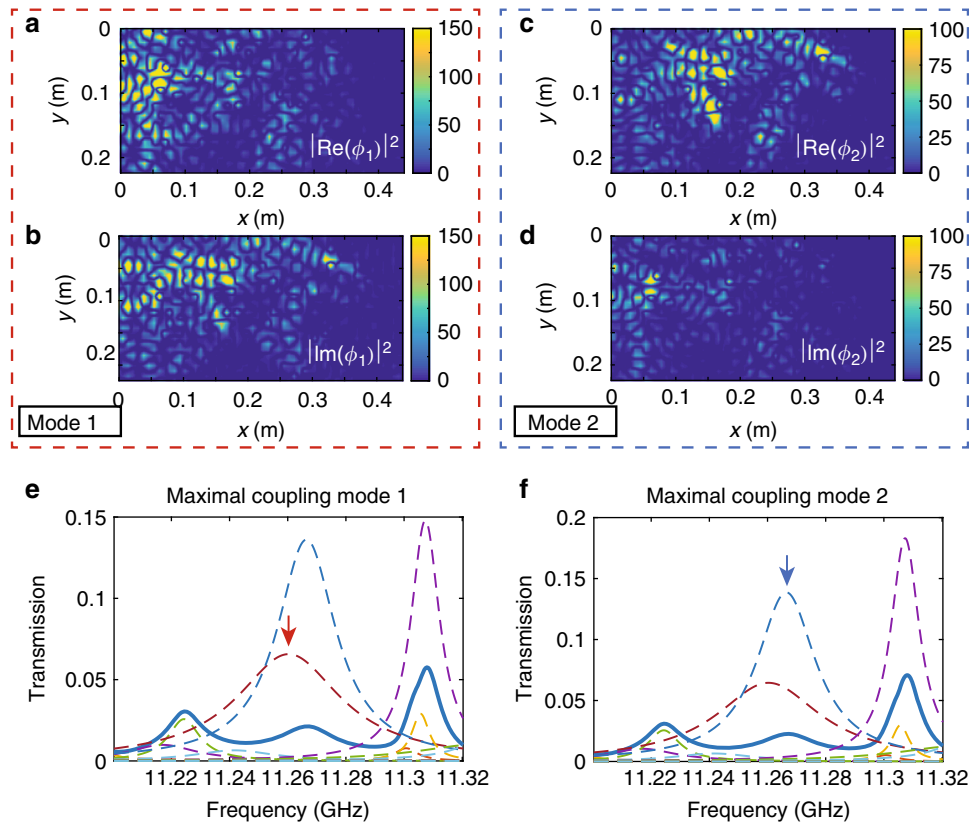 a
0
0.1
0.2
y (m)
0 0.1 0.2 0.3 0.4
x (m)
|Re(ϕ1)|2
150
100
50
0
b
0
0.1
0.2
y (m)
0 0.1 0.2 0.3 0.4
x (m)
|Im(ϕ1)|2
150
100
50
0
Mode 1
c
0
0.1
0.2
y (m)
0 0.1 0.2 0.3 0.4
x (m)
|Re(ϕ2)|2
100
75
50
25
0
d
0
0.1
0.2
y (m)
0 0.1 0.2 0.3 0.4
x (m)
|Im(ϕ2)|2
100
75
50
25
0
Mode 2
e
Maximal coupling mode 1
0.15
0.1
0.05
0
Transmission
11.22 11.24 11.26 11.28 11.3 11.32
Frequency (GHz)
f
Maximal coupling mode 2
0.2
0.15
0.1
0.05
0
Transmission
11.22 11.24 11.26 11.28 11.3 11.32
Frequency (GHz)